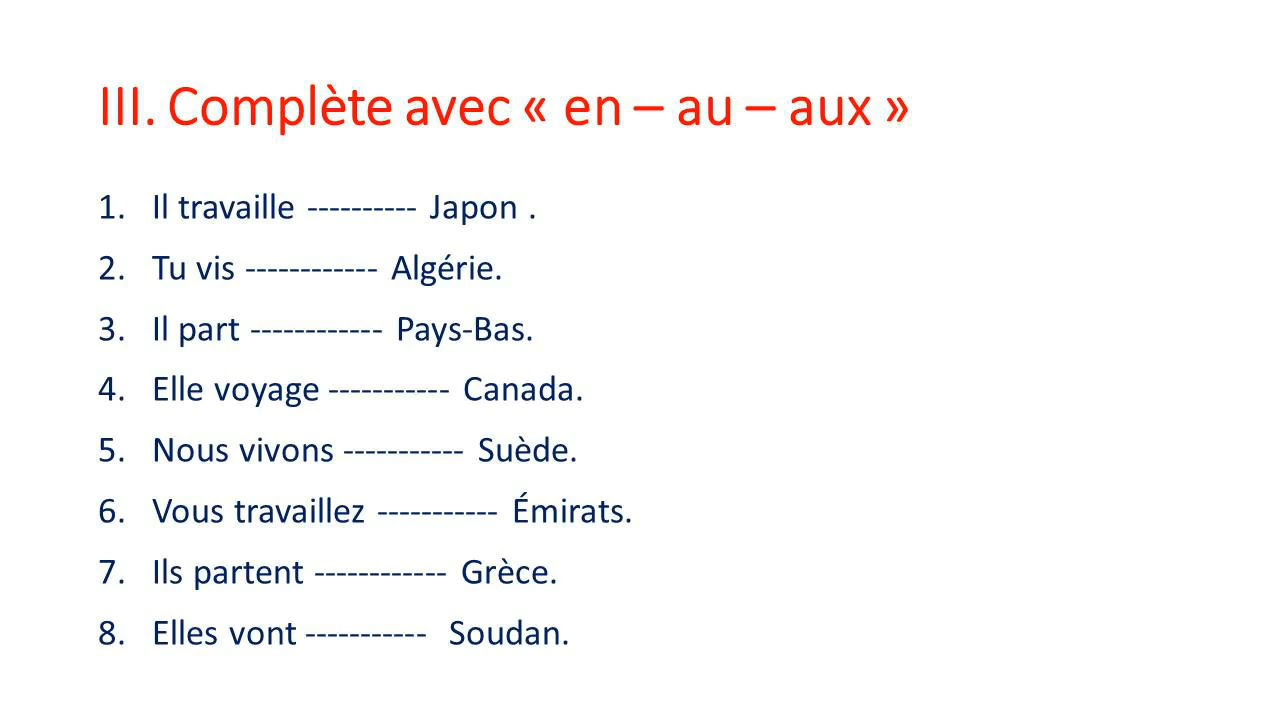 III. Complète avec « en – au – aux »
1. Il travaille ---------- Japon .
2. Tu vis ------------ Algérie.
3. Il part ------------ Pays-Bas.
4. Elle voyage ----------- Canada.
5. Nous vivons ----------- Suède.
6. Vous travaillez ----------- Émirats.
7. Ils partent ------------ Grèce.
8. Elles vont ----------- Soudan.